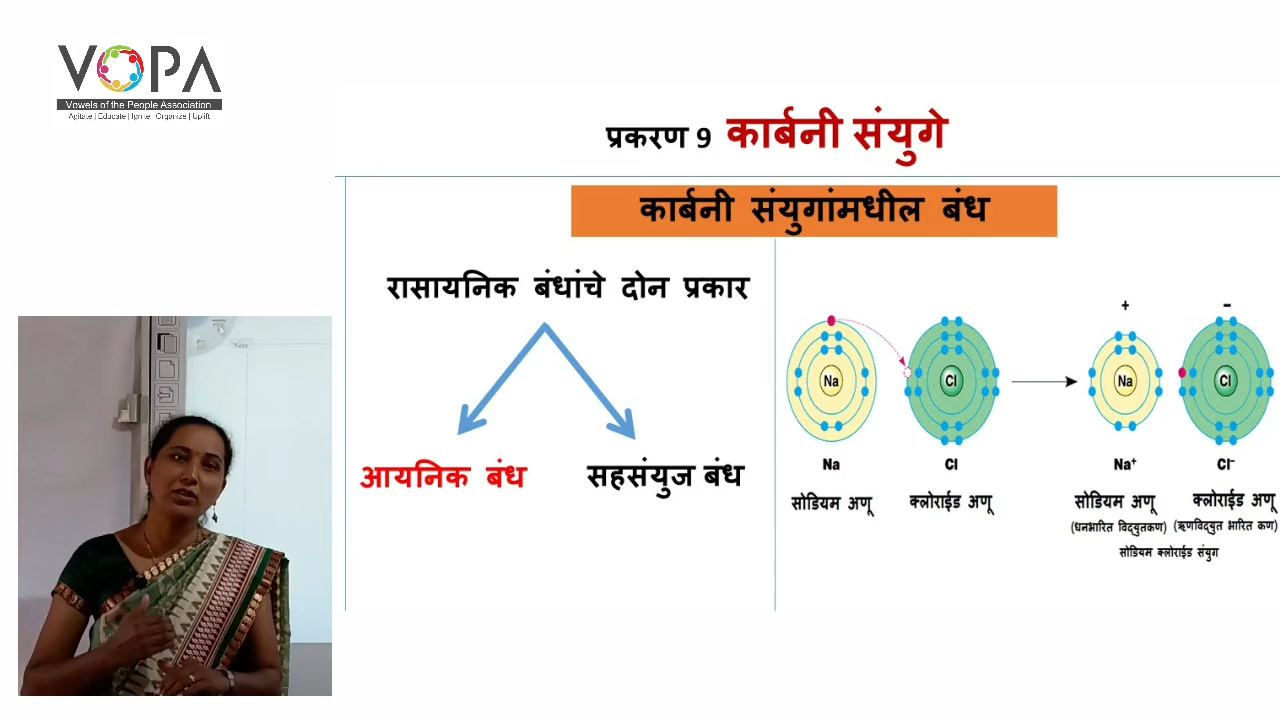 VOPA
Vowels of the People Association
Agitate | Educate | Ignite | Organize | Uplift
प्रकरण 9 कार्बनी संयुगे
कार्बनी संयुगांमधील बंध
रासायनिक बंधांचे दोन प्रकार
आयनिक बंध
सहसंयुज बंध
+
–
Na
Cl
Na
Cl
Na
Cl
Na⁺
Cl⁻
सोडियम अणू
क्लोराईड अणू
सोडियम अणू
क्लोराईड अणू
(धनभारित विद्युतकण)
(ऋणविद्युत भारित कण)
सोडियम क्लोराईड संयुग